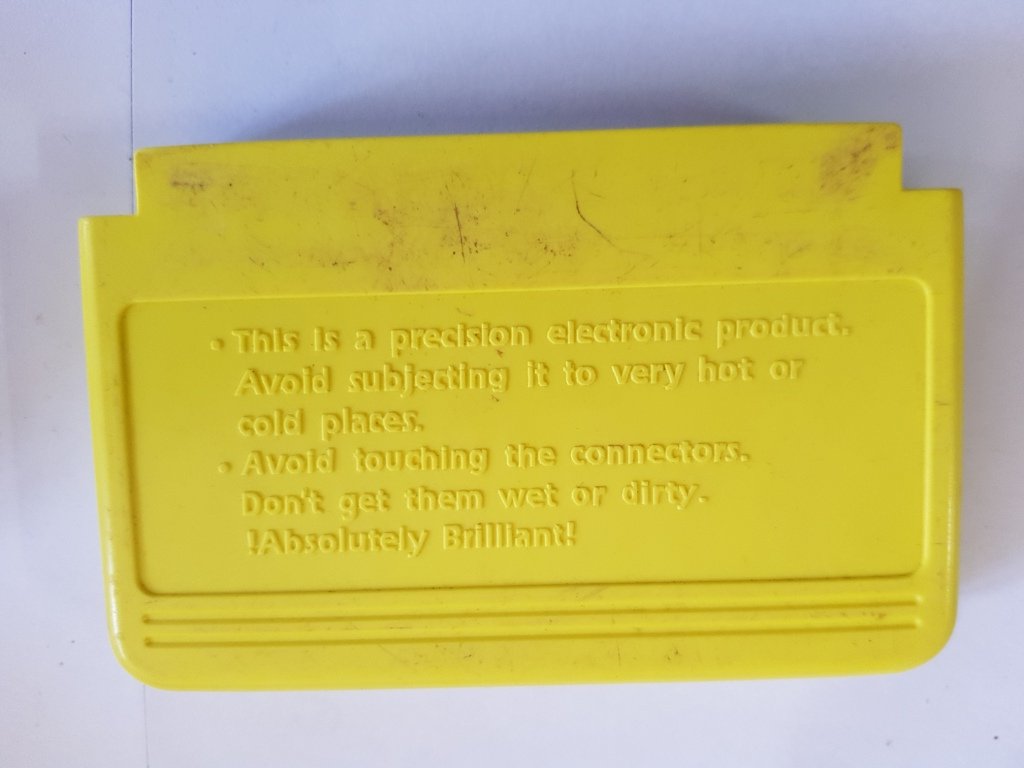 • This is a precision electronic product.
Avoid subjecting it to very hot or
cold places.
• Avoid touching the connectors.
Don't get them wet or dirty.
!Absolutely Brilliant!